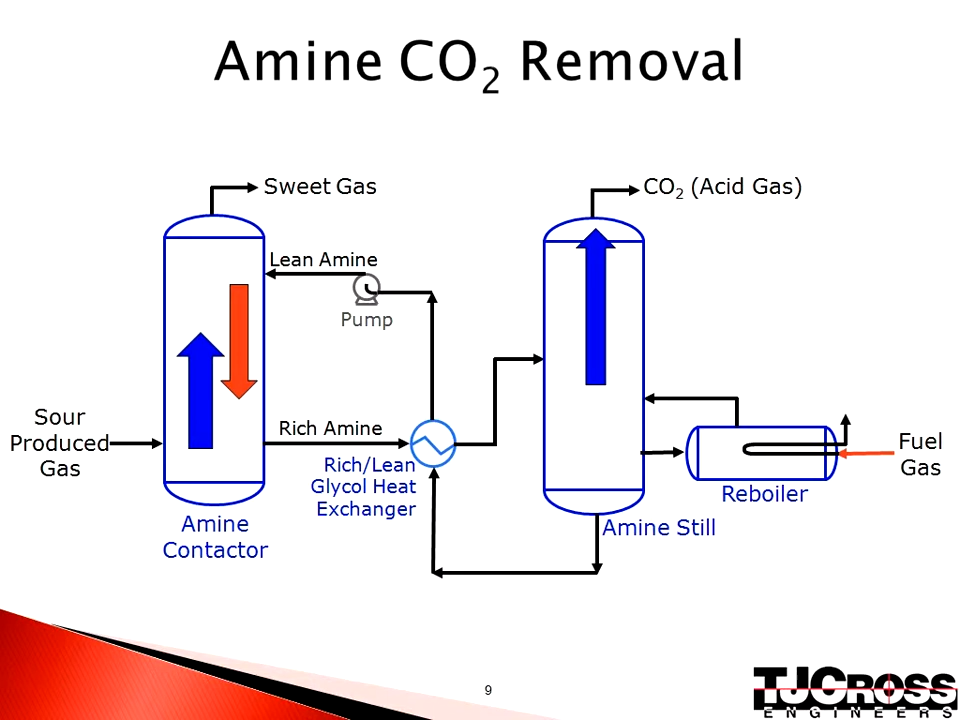 Amine CO₂ Removal
Sweet Gas
CO₂ (Acid Gas)
Lean Amine
Pump
Sour
Produced
Gas
Rich Amine
Rich/Lean
Glycol Heat
Exchanger
Fuel
Gas
Reboiler
Amine
Contactor
Amine Still
9
TJCROSS
ENGINEERS